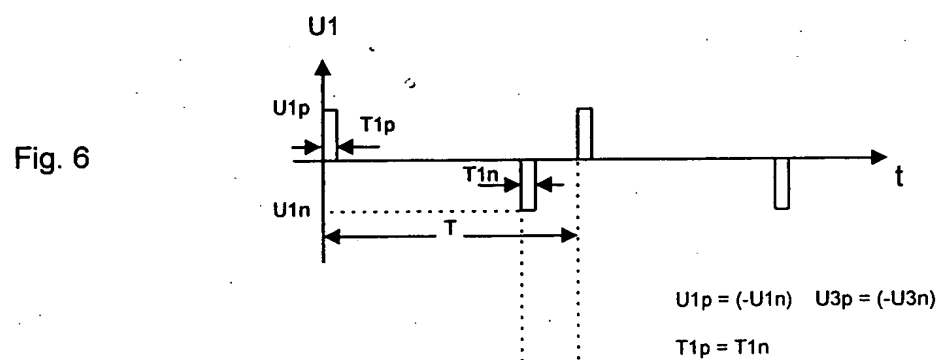 U1
U1p
T1p
Fig. 6
T1n
t
U1n
T
U1p = (-U1n) U3p = (-U3n)
T1p = T1n